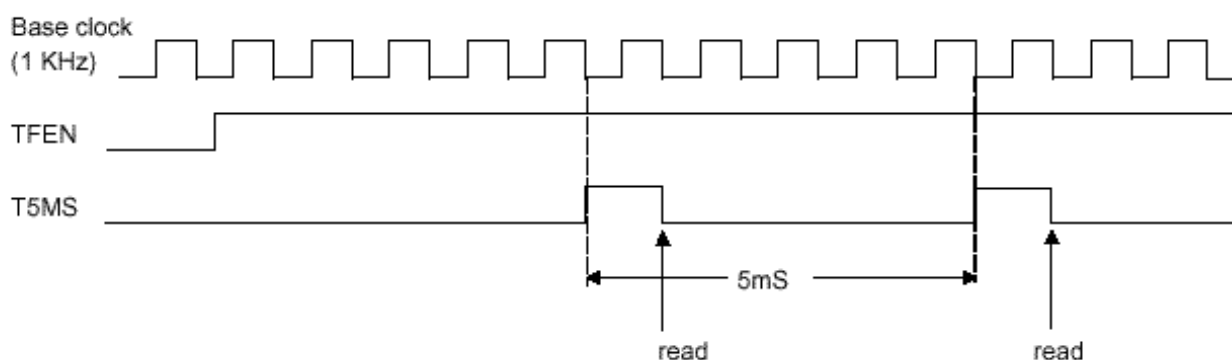 Base clock
(1 KHz)
TFEN
T5MS
5mS
read
read